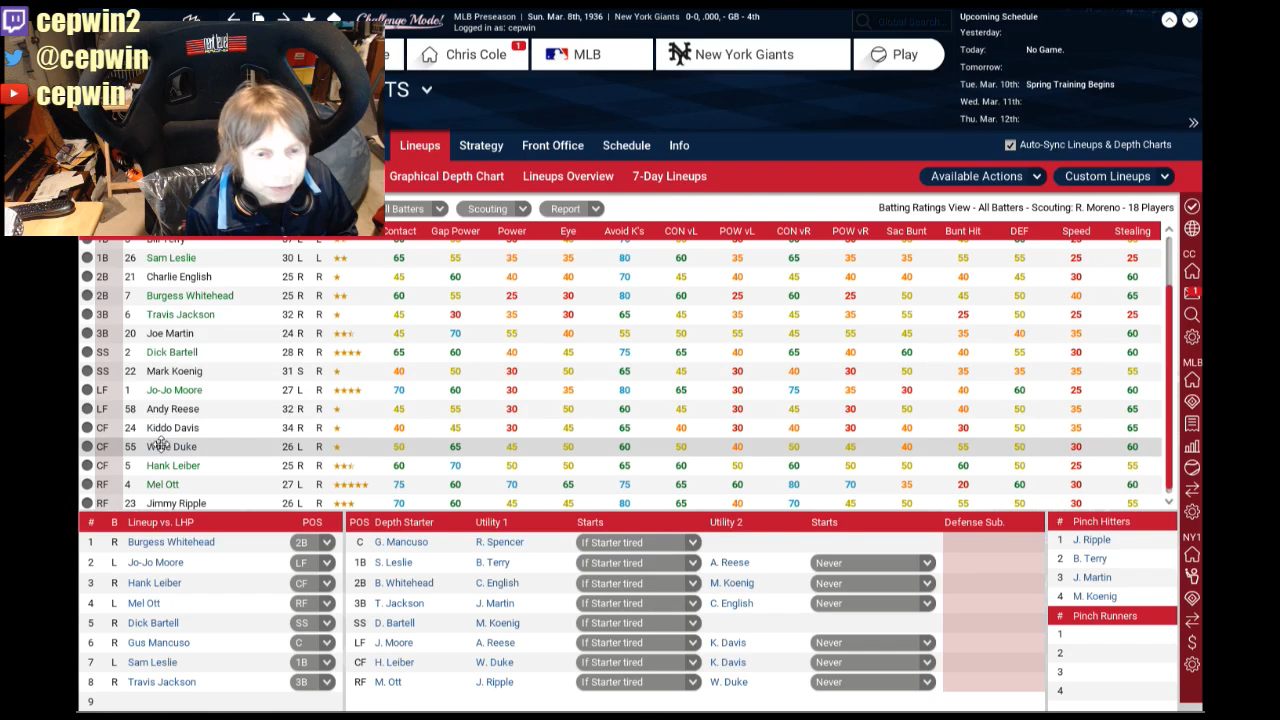 cepwin2
@cepwin
cepwin
Challenge Mode!
MLB Preseason | Sun. Mar. 8th, 1936 | New York Giants 0-0, .000, - GB - 4th
Logged in as: cepwin
Global Search...
Upcoming Schedule
Yesterday:
Today: No Game.
Tomorrow:
Tue. Mar. 10th: Spring Training Begins
Wed. Mar. 11th:
Thu. Mar. 12th:
Chris Cole 1 MLB New York Giants Play
TS
Lineups Strategy Front Office Schedule Info
Auto-Sync Lineups & Depth Charts
Graphical Depth Chart Lineups Overview 7-Day Lineups Available Actions Custom Lineups
ll Batters Scouting Report Batting Ratings View - All Batters - Scouting: R. Moreno - 18 Players
Contact Gap Power Power Eye Avoid K's CON vL POW vL CON vR POW vR Sac Bunt Bunt Hit DEF Speed Stealing
1B 26 Sam Leslie 30 L L 65 55 35 35 80 60 35 65 35 35 55 55 25 25
2B 21 Charlie English 25 R R 45 60 40 40 70 45 40 45 40 45 40 55 35 60
2B 7 Burgess Whitehead 25 R R 60 55 25 30 80 60 25 60 25 50 45 50 40 65
3B 6 Travis Jackson 32 R R 45 30 35 30 65 45 35 45 35 55 25 50 35 65
3B 20 Joe Martin 24 R R 45 70 55 40 55 50 55 45 55 45 35 40 35 60
SS 2 Dick Bartell 28 R R 65 60 40 45 75 65 40 65 40 60 40 55 30 60
SS 22 Mark Koenig 31 S R 40 50 30 50 65 45 30 40 30 50 35 35 30 60
LF 1 Jo-Jo Moore 27 L R 70 60 30 35 80 65 30 75 35 30 40 60 25 60
LF 58 Andy Reese 32 R R 45 55 30 50 60 45 30 45 30 50 40 50 35 65
CF 24 Kiddo Davis 34 R R 40 45 30 45 65 40 30 40 30 40 30 60 35 65
CF 55 Duke 26 L R 50 65 45 50 60 50 40 50 45 55 50 50 30 60
CF 5 Hank Leiber 25 R R 60 70 50 50 65 60 50 60 50 50 60 50 25 55
RF 4 Mel Ott 27 L R 75 60 70 65 75 60 60 80 70 35 20 60 30 60
RF 23 Jimmy Ripple 26 L R 70 60 45 45 80 65 40 70 45 50 55 55 30 55
# B Lineup vs. LHP POS
1 R Burgess Whitehead 2B
2 L Jo-Jo Moore LF
3 R Hank Leiber CF
4 L Mel Ott RF
5 R Dick Bartell SS
6 R Gus Mancuso C
7 L Sam Leslie 1B
8 R Travis Jackson 3B
9
POS Depth Starter Utility 1 Starts Utility 2 Starts Defense Sub.
C G. Mancuso R. Spencer If Starter tired
1B S. Leslie B. Terry If Starter tired A. Reese Never
2B B. Whitehead C. English If Starter tired M. Koenig Never
3B T. Jackson J. Martin If Starter tired C. English Never
SS D. Bartell M. Koenig If Starter tired
LF J. Moore A. Reese If Starter tired K. Davis Never
CF H. Leiber W. Duke If Starter tired K. Davis Never
RF M. Ott J. Ripple If Starter tired W. Duke Never
# Pinch Hitters
1 J. Ripple
2 B. Terry
3 J. Martin
4 M. Koenig
# Pinch Runners
1
2
3
4
CC
1
MLB
NY1